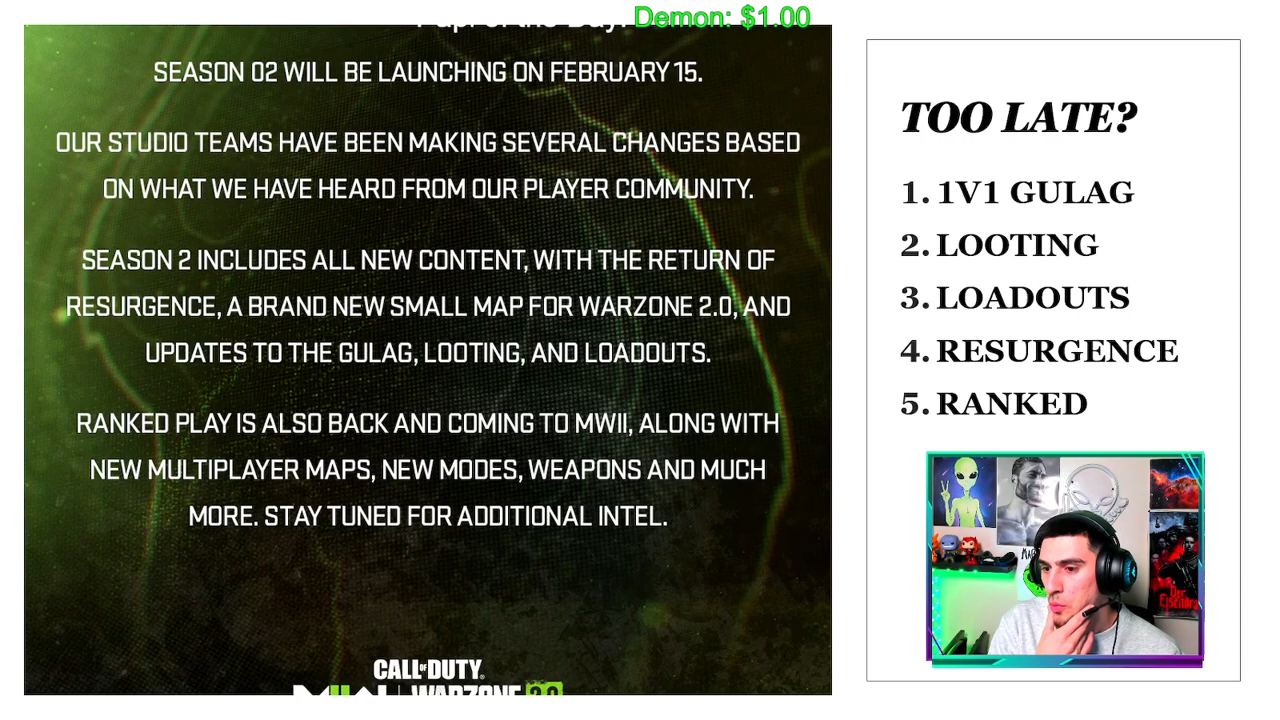 Demon: $1.00
SEASON 02 WILL BE LAUNCHING ON FEBRUARY 15.
OUR STUDIO TEAMS HAVE BEEN MAKING SEVERAL CHANGES BASED
ON WHAT WE HAVE HEARD FROM OUR PLAYER COMMUNITY.
SEASON 2 INCLUDES ALL NEW CONTENT, WITH THE RETURN OF
RESURGENCE, A BRAND NEW SMALL MAP FOR WARZONE 2.0, AND
UPDATES TO THE GULAG, LOOTING, AND LOADOUTS.
RANKED PLAY IS ALSO BACK AND COMING TO MWII, ALONG WITH
NEW MULTIPLAYER MAPS, NEW MODES, WEAPONS AND MUCH
MORE. STAY TUNED FOR ADDITIONAL INTEL.
CALL OF DUTY
WARZONE 2.0
TOO LATE?
1. 1V1 GULAG
2. LOOTING
3. LOADOUTS
4. RESURGENCE
5. RANKED
Der
Eisendra